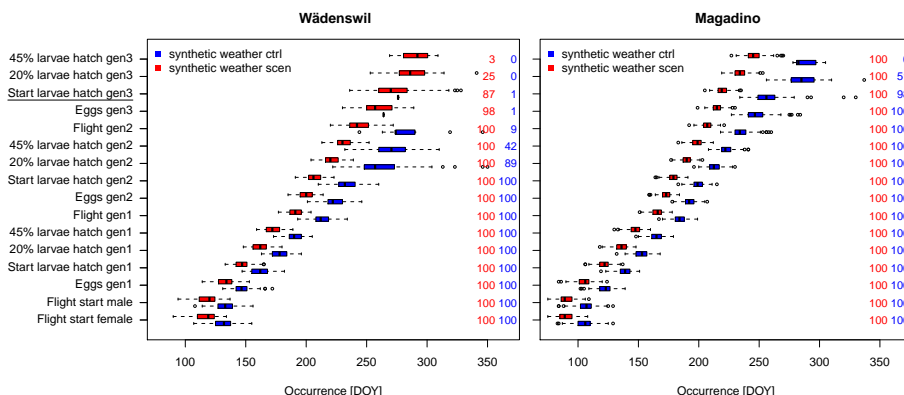 Wädenswil
Magadino
synthetic weather ctrl
synthetic weather scen
synthetic weather ctrl
synthetic weather scen
45% larvae hatch gen3 3 0 100
20% larvae hatch gen3 25 0 100
Start larvae hatch gen3 87 1 100
Eggs gen3 98 1 100 100
Flight gen2 100 9 100 100
45% larvae hatch gen2 100 42 100 100
20% larvae hatch gen2 100 89 100 100
Start larvae hatch gen2 100 100 100 100
Eggs gen2 100 100 100 100
Flight gen1 100 100 100 100
45% larvae hatch gen1 100 100 100 100
20% larvae hatch gen1 100 100 100 100
Start larvae hatch gen1 100 100 100 100
Eggs gen1 100 100 100 100
Flight start male 100 100 100 100
Flight start female 100 100 100 100
100 150 200 250 300 350
100 150 200 250 300 350
Occurrence [DOY]
Occurrence [DOY]